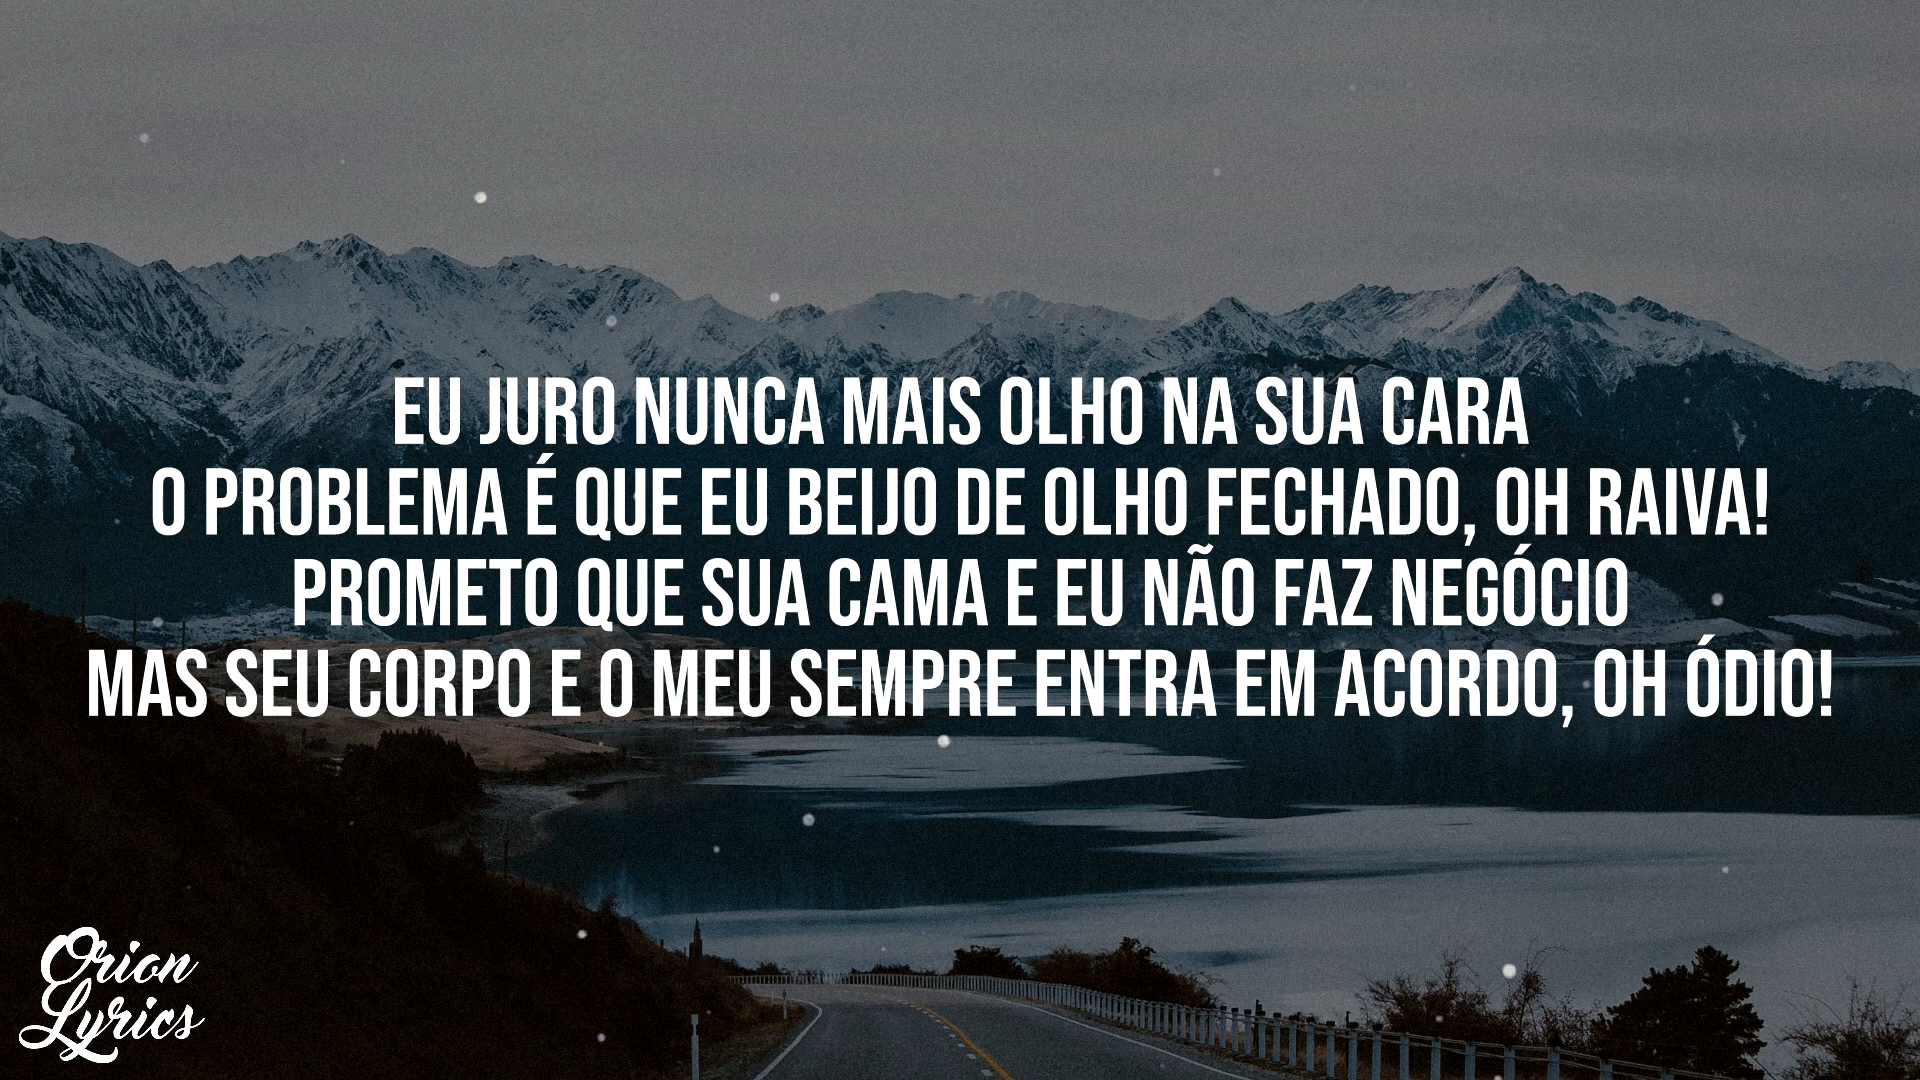 EU JURO NUNCA MAIS OLHO NA SUA CARA
O PROBLEMA É QUE EU BEIJO DE OLHO FECHADO, OH RAIVA!
PROMETO QUE SUA CAMA E EU NÃO FAZ NEGÓCIO
MAS SEU CORPO E O MEU SEMPRE ENTRA EM ACORDO, OH ÓDIO!
Orion
Lyrics